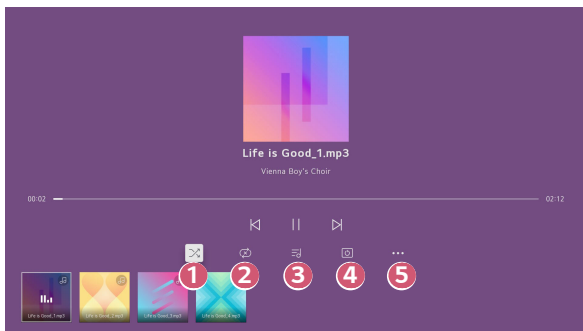 Life is Good_1.mp3
Vienna Boy's Choir
00:02
02:12
1 2 3 4 5
Life is Good_1.mp3 Life is Good_2.mp3 Life is Good_3.mp3 Life is Good_4.mp3